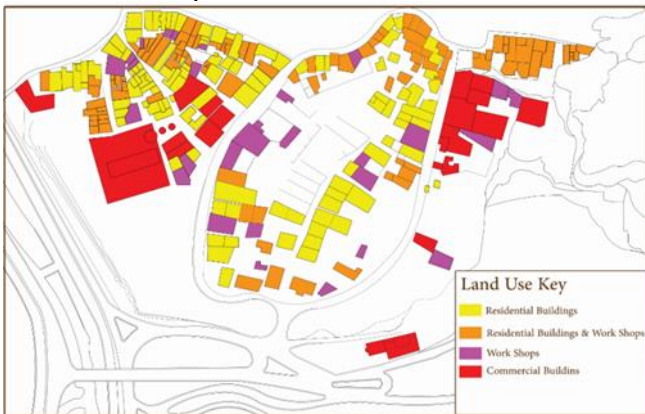 Land Use Key
Residential Buildings
Residential Buildings & Work Shops
Work Shops
Commercial Buildins